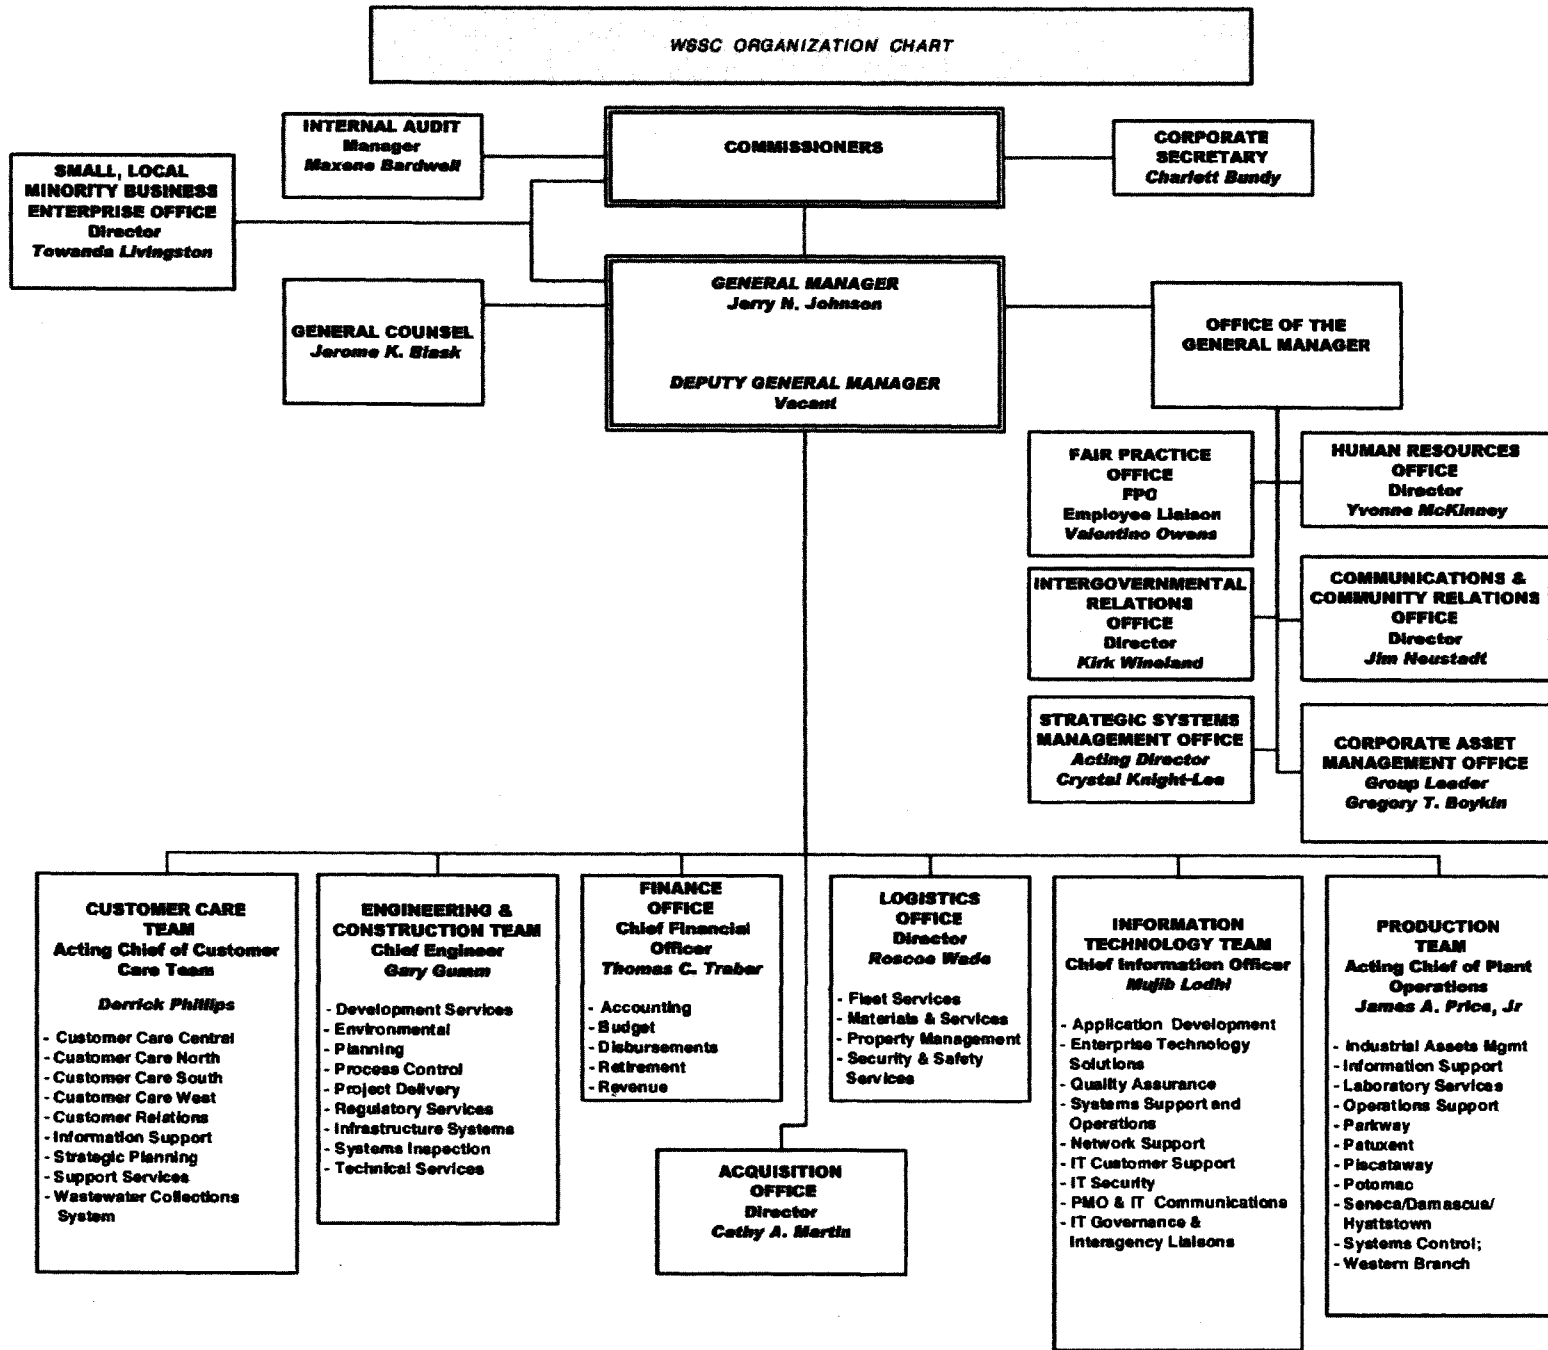 WSSC ORGANIZATION CHART
INTERNAL AUDIT
Manager
Maxene Bardwell
COMMISSIONERS
CORPORATE
SECRETARY
Charlett Bundy
SMALL, LOCAL
MINORITY BUSINESS
ENTERPRISE OFFICE
Director
Towanda Livingston
GENERAL MANAGER
Jerry N. Johnson
DEPUTY GENERAL MANAGER
Vacant
GENERAL COUNSEL
Jerome K. Blask
OFFICE OF THE
GENERAL MANAGER
FAIR PRACTICE
OFFICE
FPO
Employee Liaison
Valentino Owens
HUMAN RESOURCES
OFFICE
Director
Yvonne McKinney
INTERGOVERNMENTAL
RELATIONS
OFFICE
Director
Kirk Wineland
COMMUNICATIONS &
COMMUNITY RELATIONS
OFFICE
Director
Jim Neustadt
STRATEGIC SYSTEMS
MANAGEMENT OFFICE
Acting Director
Crystal Knight-Lee
CORPORATE ASSET
MANAGEMENT OFFICE
Group Leader
Gregory T. Boykin
CUSTOMER CARE
TEAM
Acting Chief of Customer
Care Team
Derrick Phillips
- Customer Care Central
- Customer Care North
- Customer Care South
- Customer Care West
- Customer Relations
- Information Support
- Strategic Planning
- Support Services
- Wastewater Collections
System
ENGINEERING &
CONSTRUCTION TEAM
Chief Engineer
Gary Gumm
- Development Services
- Environmental
- Planning
- Process Control
- Project Delivery
- Regulatory Services
- Infrastructure Systems
- Systems Inspection
- Technical Services
FINANCE
OFFICE
Chief Financial
Officer
Thomas C. Traber
- Accounting
- Budget
- Disbursements
- Retirement
- Revenue
LOGISTICS
OFFICE
Director
Roscoe Wade
- Fleet Services
- Materials & Services
- Property Management
- Security & Safety
Services
INFORMATION
TECHNOLOGY TEAM
Chief Information Officer
Mujib Lodhi
- Application Development
- Enterprise Technology
Solutions
- Quality Assurance
- Systems Support and
Operations
- Network Support
- IT Customer Support
- IT Security
- PMO & IT Communications
- IT Governance &
Interagency Liaisons
PRODUCTION
TEAM
Acting Chief of Plant
Operations
James A. Price, Jr
- Industrial Assets Mgmt
- Information Support
- Laboratory Services
- Operations Support
- Parkway
- Patuxent
- Piscataway
- Potomac
- Seneca/Damascus/
Hyattstown
- Systems Control;
- Western Branch
ACQUISITION
OFFICE
Director
Cathy A. Martin